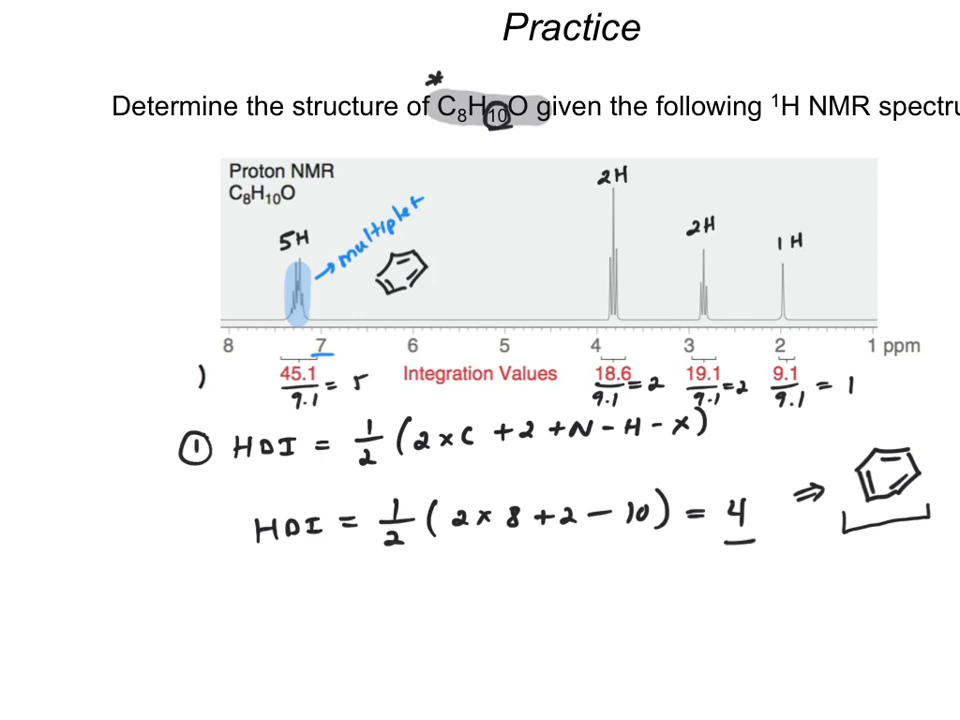 Practice
*
Determine the structure of C₈H₁₀O given the following ¹H NMR spectru
Proton NMR
C₈H₁₀O
5H
→ multiplet
2H
2H
1H
8 7 6 5 4 3 2 1 ppm
) 45.1/9.1 = 5 Integration Values 18.6/9.1 = 2 19.1/9.1 = 2 9.1/9.1 = 1
① HDI = 1/2 (2×C +2 +N - H - X)
HDI = 1/2 (2×8+2-10) = 4 ⇒